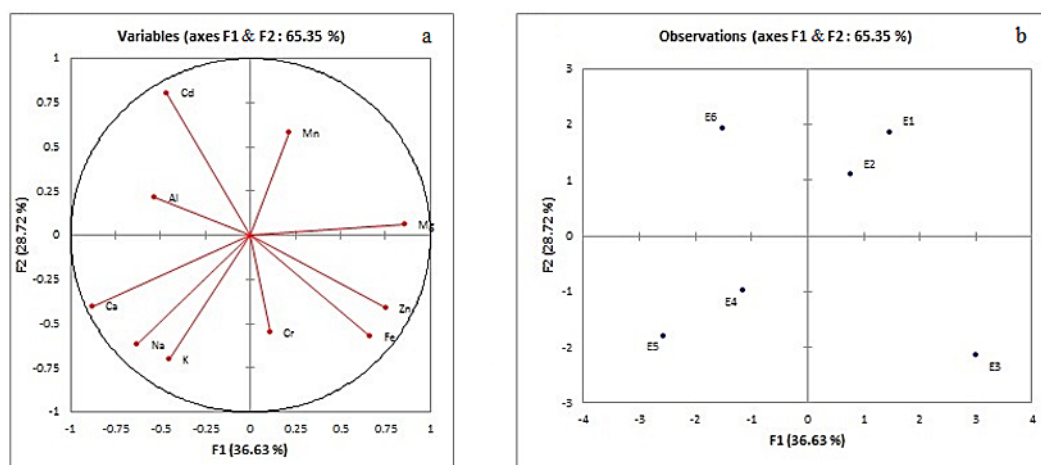 Variables (axes F1 & F2 : 65.35 %)
a
1
0.75
0.5
0.25
0
-0.25
-0.5
-0.75
-1
F2 (28.72 %)
Cd
Mn
Al
Mg
Ca
Zn
Na
K
Cr
Fe
-1 -0.75 -0.5 -0.25 0 0.25 0.5 0.75 1
F1 (36.63 %)
Observations (axes F1 & F2 : 65.35 %)
b
3
2
1
0
-1
-2
-3
F2 (28.72 %)
E6
E1
E2
E4
E5
E3
-4 -3 -2 -1 0 1 2 3 4
F1 (36.63 %)